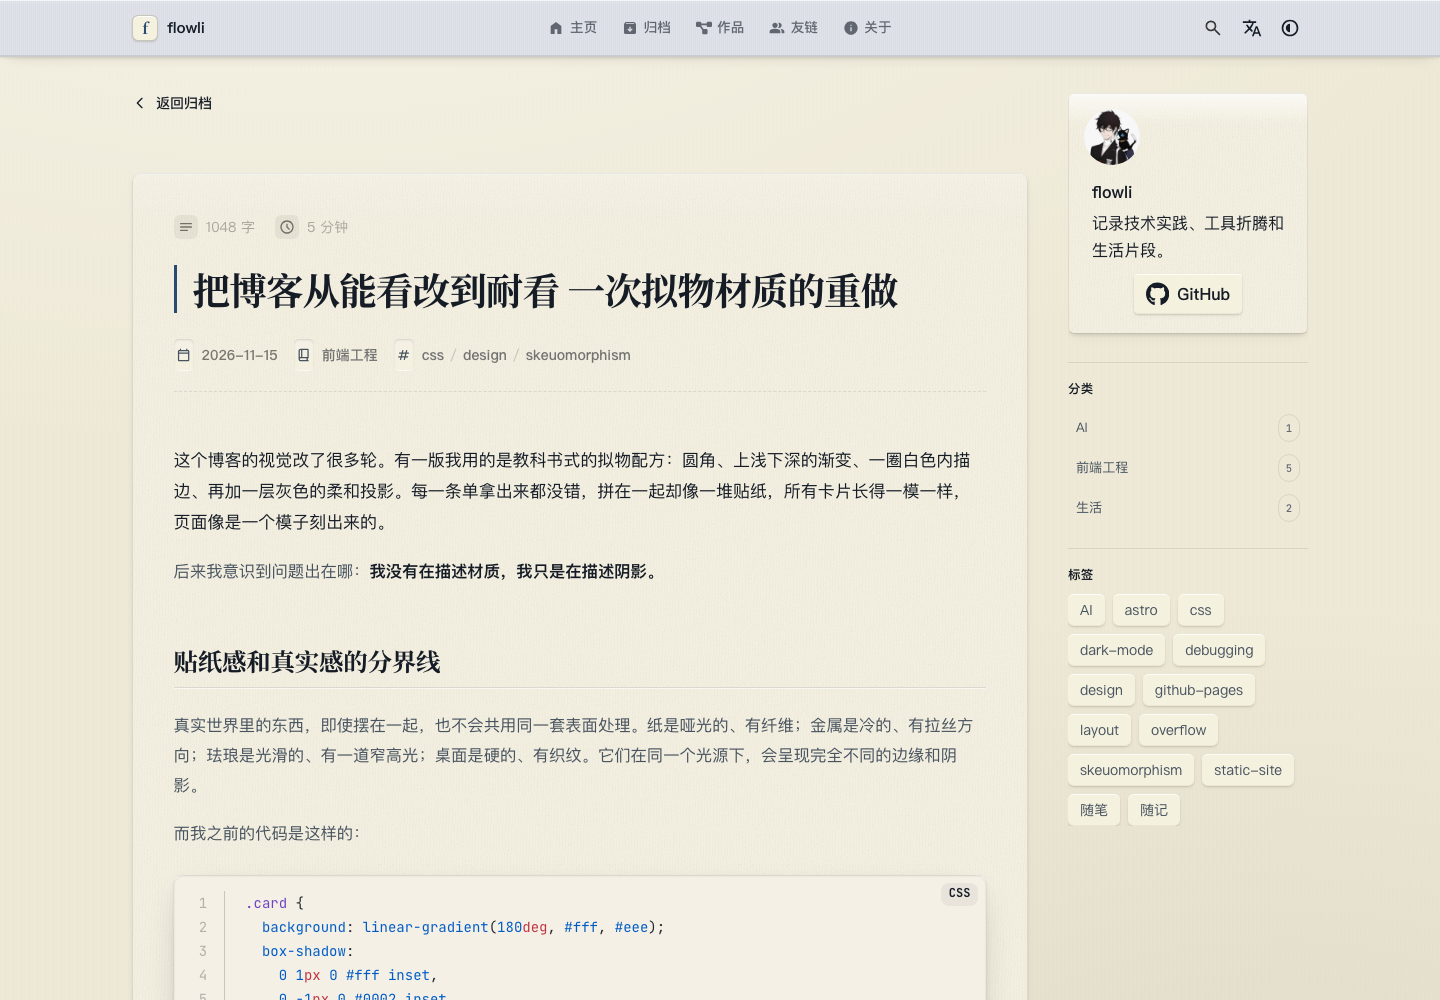 f flowli 主页 归档 作品 友链 关于
返回归档
1048 字 5 分钟
把博客从能看改到耐看 一次拟物材质的重做
2026-11-15 前端工程 # css / design / skeuomorphism
这个博客的视觉改了很多轮。有一版我用的是教科书式的拟物配方：圆角、上浅下深的渐变、一圈白色内描
边、再加一层灰色的柔和投影。每一条单拿出来都没错，拼在一起却像一堆贴纸，所有卡片长得一模一样，
页面像是一个模子刻出来的。
后来我意识到问题出在哪：我没有在描述材质，我只是在描述阴影。
贴纸感和真实感的分界线
真实世界里的东西，即使摆在一起，也不会共用同一套表面处理。纸是哑光的、有纤维；金属是冷的、有拉丝方
向；珐琅是光滑的、有一道窄高光；桌面是硬的、有织纹。它们在同一个光源下，会呈现完全不同的边缘和阴
影。
而我之前的代码是这样的：
CSS
1 .card {
2 background: linear-gradient(180deg, #fff, #eee);
3 box-shadow:
4 0 1px 0 #fff inset,
5 0 -1px 0 #0002 inset
flowli
记录技术实践、工具折腾和
生活片段。
GitHub
分类
AI 1
前端工程 5
生活 2
标签
AI astro css
dark-mode debugging
design github-pages
layout overflow
skeuomorphism static-site
随笔 随记